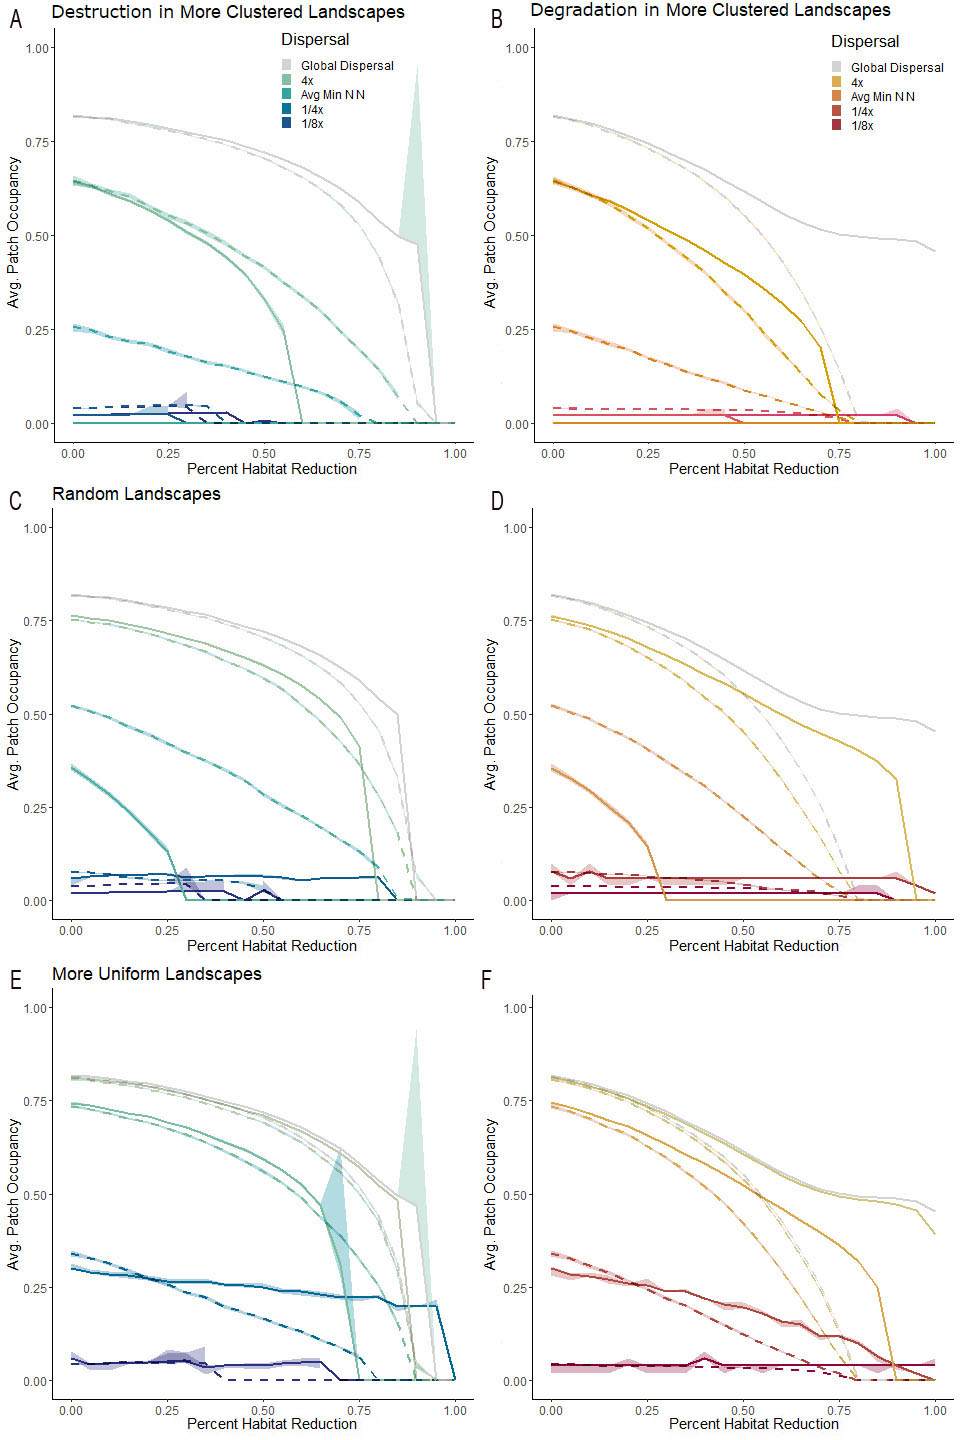 A Destruction in More Clustered Landscapes
Dispersal
Global Dispersal
4x
Avg Min N N
1/4x
1/8x
1.00
0.75
0.50
0.25
0.00
Avg. Patch Occupancy
0.00 0.25 0.50 0.75 1.00
Percent Habitat Reduction
B Degradation in More Clustered Landscapes
Dispersal
Global Dispersal
4x
Avg Min N N
1/4x
1/8x
1.00
0.75
0.50
0.25
0.00
Avg. Patch Occupancy
0.00 0.25 0.50 0.75 1.00
Percent Habitat Reduction
C Random Landscapes
1.00
0.75
0.50
0.25
0.00
Avg. Patch Occupancy
0.00 0.25 0.50 0.75 1.00
Percent Habitat Reduction
D
1.00
0.75
0.50
0.25
0.00
Avg. Patch Occupancy
0.00 0.25 0.50 0.75 1.00
Percent Habitat Reduction
E More Uniform Landscapes
1.00
0.75
0.50
0.25
0.00
Avg. Patch Occupancy
0.00 0.25 0.50 0.75 1.00
Percent Habitat Reduction
F
1.00
0.75
0.50
0.25
0.00
Avg. Patch Occupancy
0.00 0.25 0.50 0.75 1.00
Percent Habitat Reduction